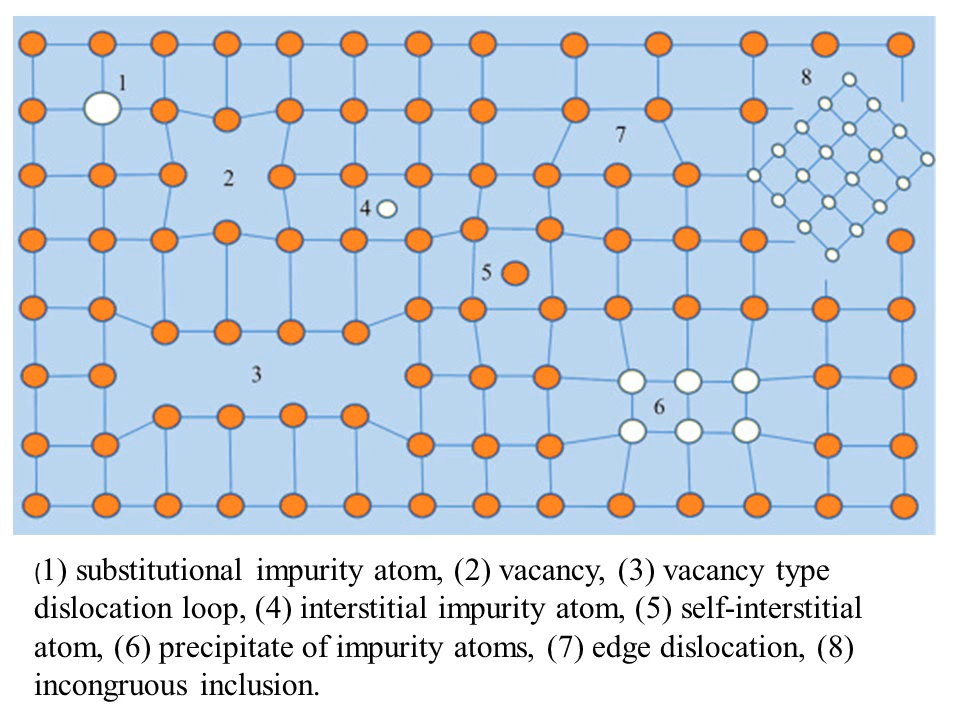 1
8
7
2
4
5
3
6
(1) substitutional impurity atom, (2) vacancy, (3) vacancy type
dislocation loop, (4) interstitial impurity atom, (5) self-interstitial
atom, (6) precipitate of impurity atoms, (7) edge dislocation, (8)
incongruous inclusion.